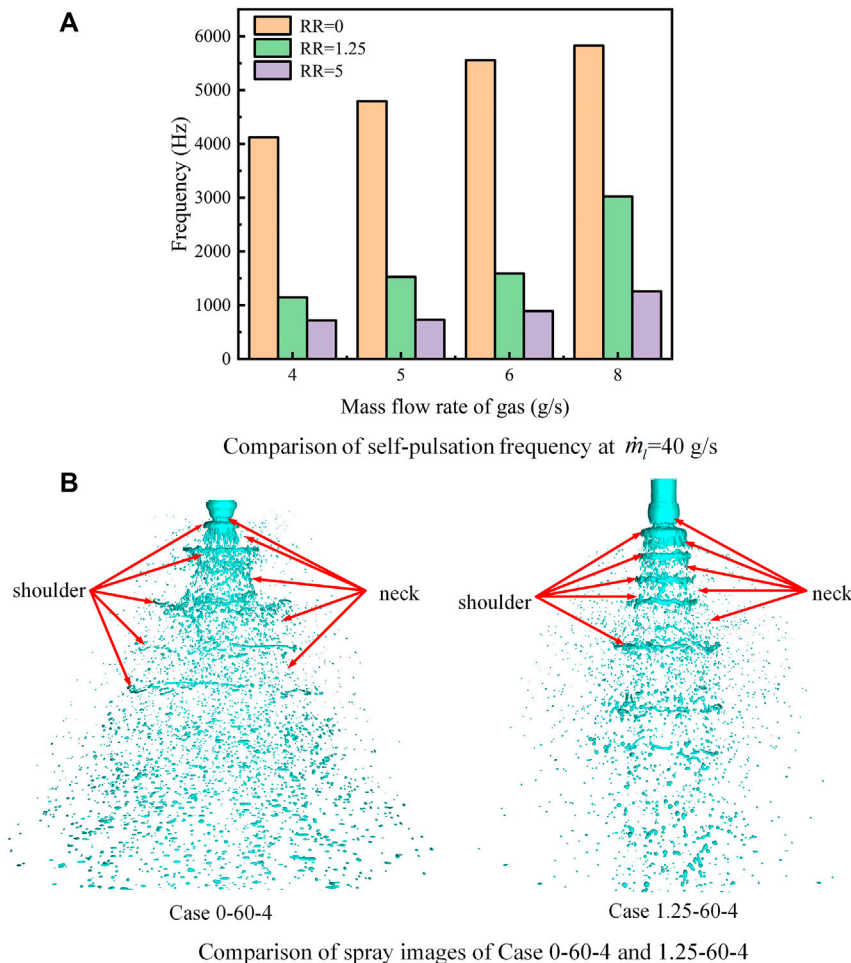 A
RR=0
RR=1.25
RR=5
6000
5000
4000
3000
2000
1000
0
Frequency (Hz)
4 5 6 8
Mass flow rate of gas (g/s)
Comparison of self-pulsation frequency at ṁₗ=40 g/s
B
shoulder neck shoulder neck
Case 0-60-4 Case 1.25-60-4
Comparison of spray images of Case 0-60-4 and 1.25-60-4